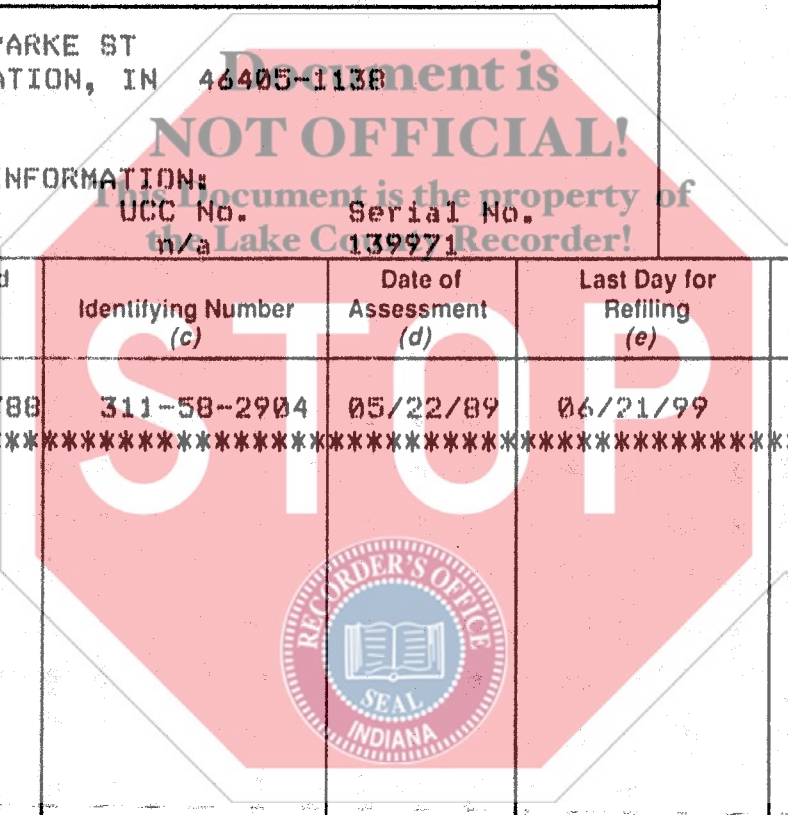 PARKE ST
ATION, IN 46405-1138
Document is
NOT OFFICIAL!
NFORMATION:
This Document is the property of
UCC No. Serial No.
the Lake County Recorder!
n/a 139971
d
Identifying Number
(c)
Date of
Assessment
(d)
Last Day for
Refiling
(e)
/88 311-58-2904 05/22/89 06/21/99
******************************************
STOP
RECORDER'S OFFICE
SEAL
INDIANA